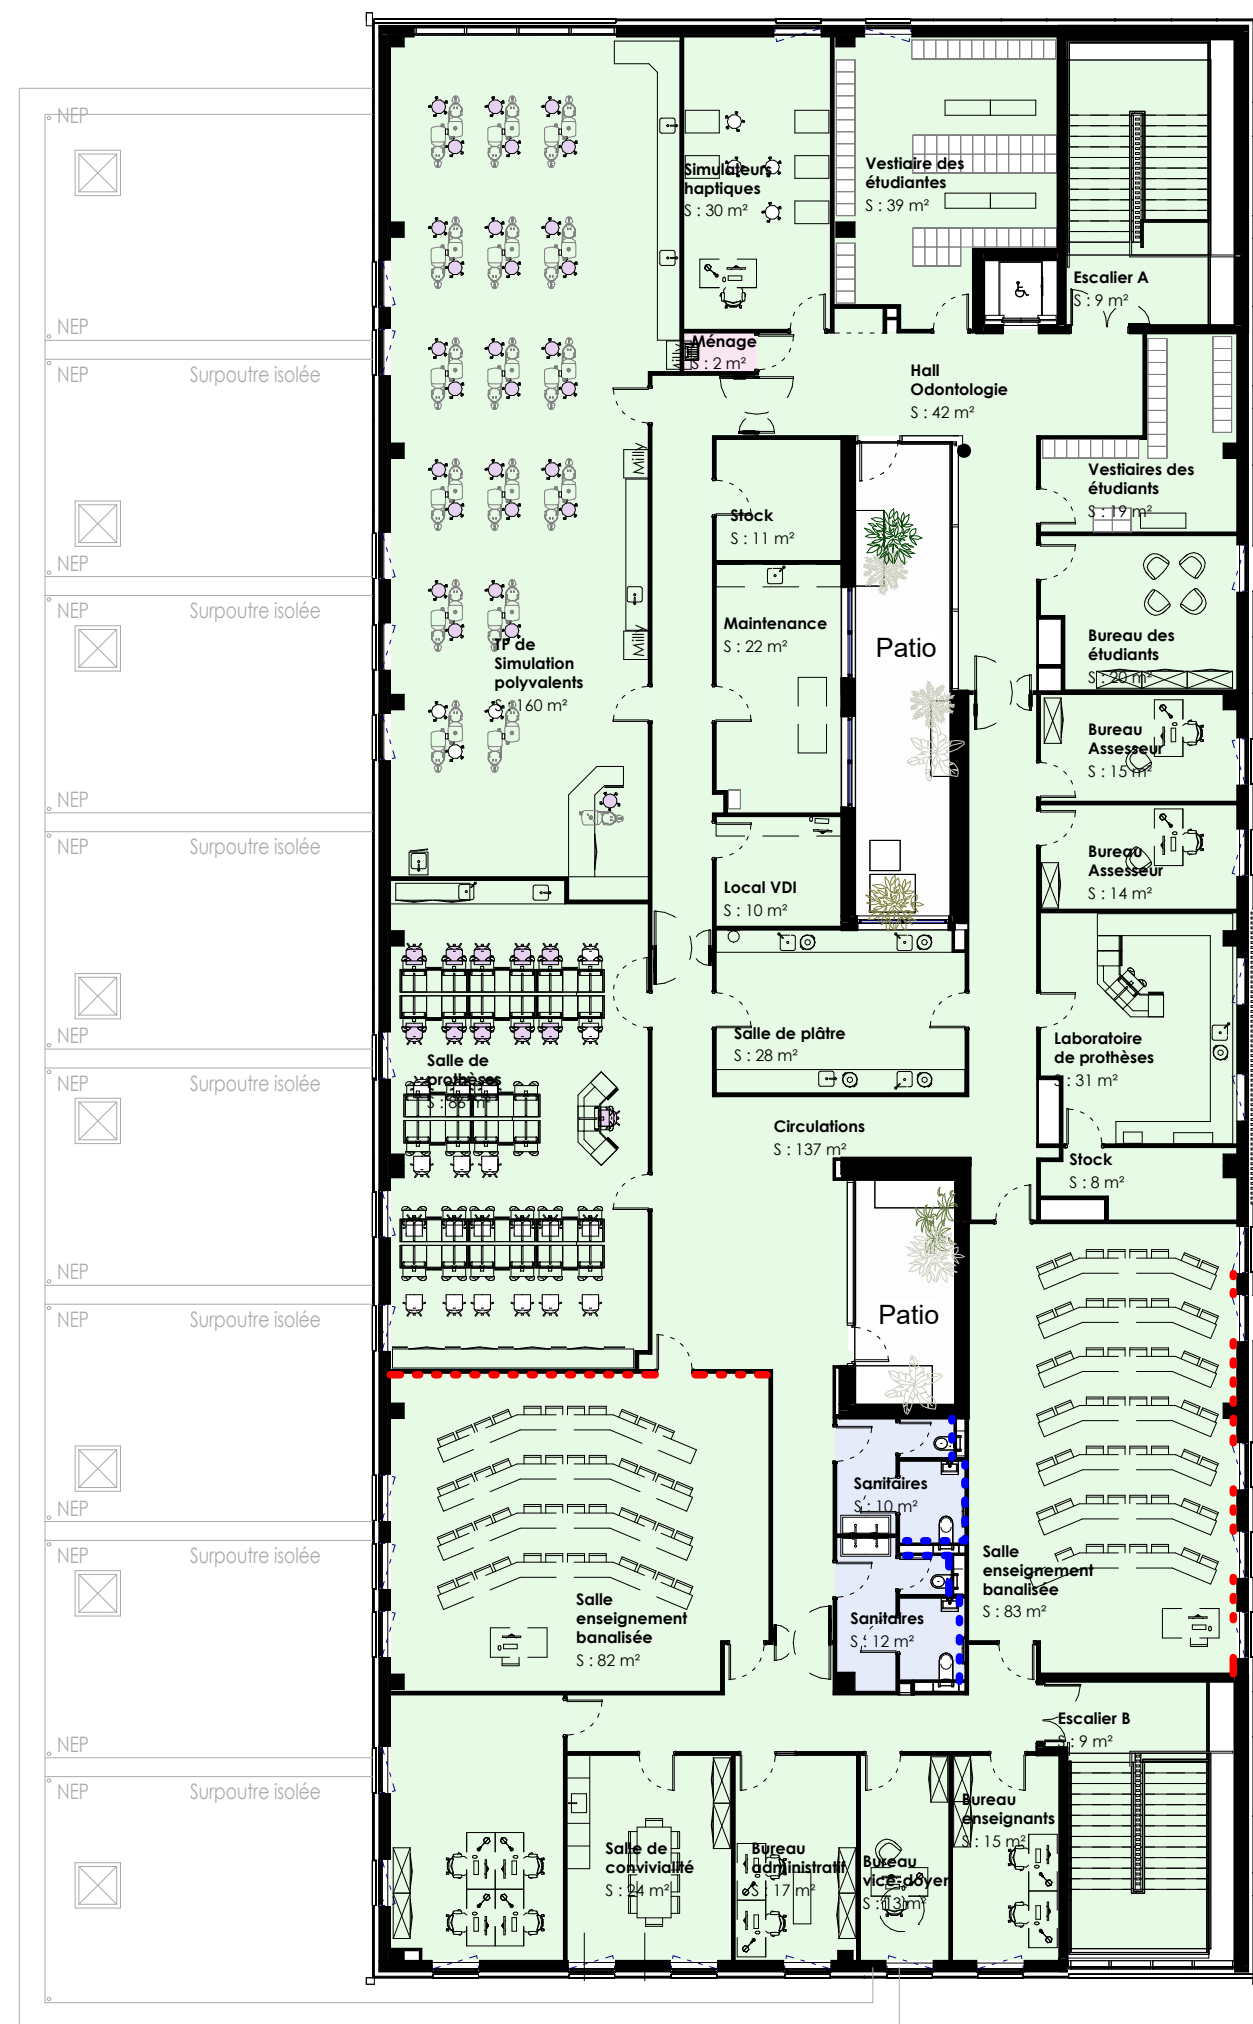 NEP
NEP
NEP
Surpoutre isolée
NEP
NEP
Surpoutre isolée
NEP
NEP
Surpoutre isolée
NEP
NEP
Surpoutre isolée
NEP
NEP
Surpoutre isolée
NEP
NEP
Surpoutre isolée
NEP
NEP
Surpoutre isolée
Simulateurs
haptiques
S : 30 m²
Vestiaire des
étudiantes
S : 39 m²
Escalier A
S : 9 m²
Ménage
S : 2 m²
Hall
Odontologie
S : 42 m²
Milly
Milly
Milly
Stock
S : 11 m²
Vestiaires des
étudiants
S : 19 m²
Maintenance
S : 22 m²
Patio
Bureau des
étudiants
S : 20 m²
TP de
Simulation
polyvalents
S : 160 m²
Bureau
Assesseur
S : 15 m²
Bureau
Assesseur
S : 14 m²
Local VDI
S : 10 m²
Salle de plâtre
S : 28 m²
Laboratoire
de prothèses
S : 31 m²
Salle de
prothèses
Circulations
S : 137 m²
Stock
S : 8 m²
Patio
Sanitaires
S : 10 m²
Salle
enseignement
banalisée
S : 83 m²
Salle
enseignement
banalisée
S : 82 m²
Sanitaires
S : 12 m²
Escalier B
S : 9 m²
Salle de
convivialité
S : 24 m²
Bureau
administratif
S : 17 m²
Bureau
vice-doyen
S : 13 m²
Bureau
enseignants
S : 15 m²